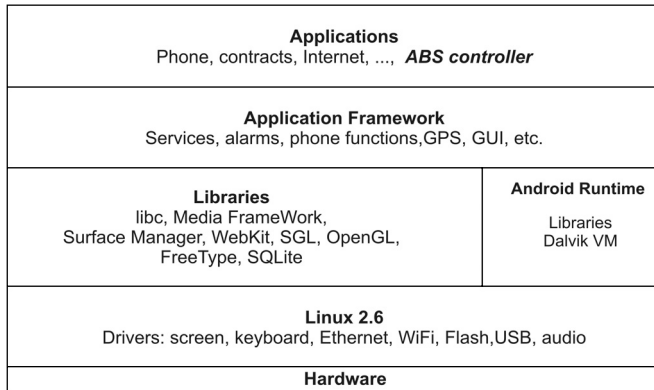 Applications
Phone, contracts, Internet, ..., ABS controller
Application Framework
Services, alarms, phone functions,GPS, GUI, etc.
Libraries
libc, Media FrameWork,
Surface Manager, WebKit, SGL, OpenGL,
FreeType, SQLite
Android Runtime
Libraries
Dalvik VM
Linux 2.6
Drivers: screen, keyboard, Ethernet, WiFi, Flash,USB, audio
Hardware